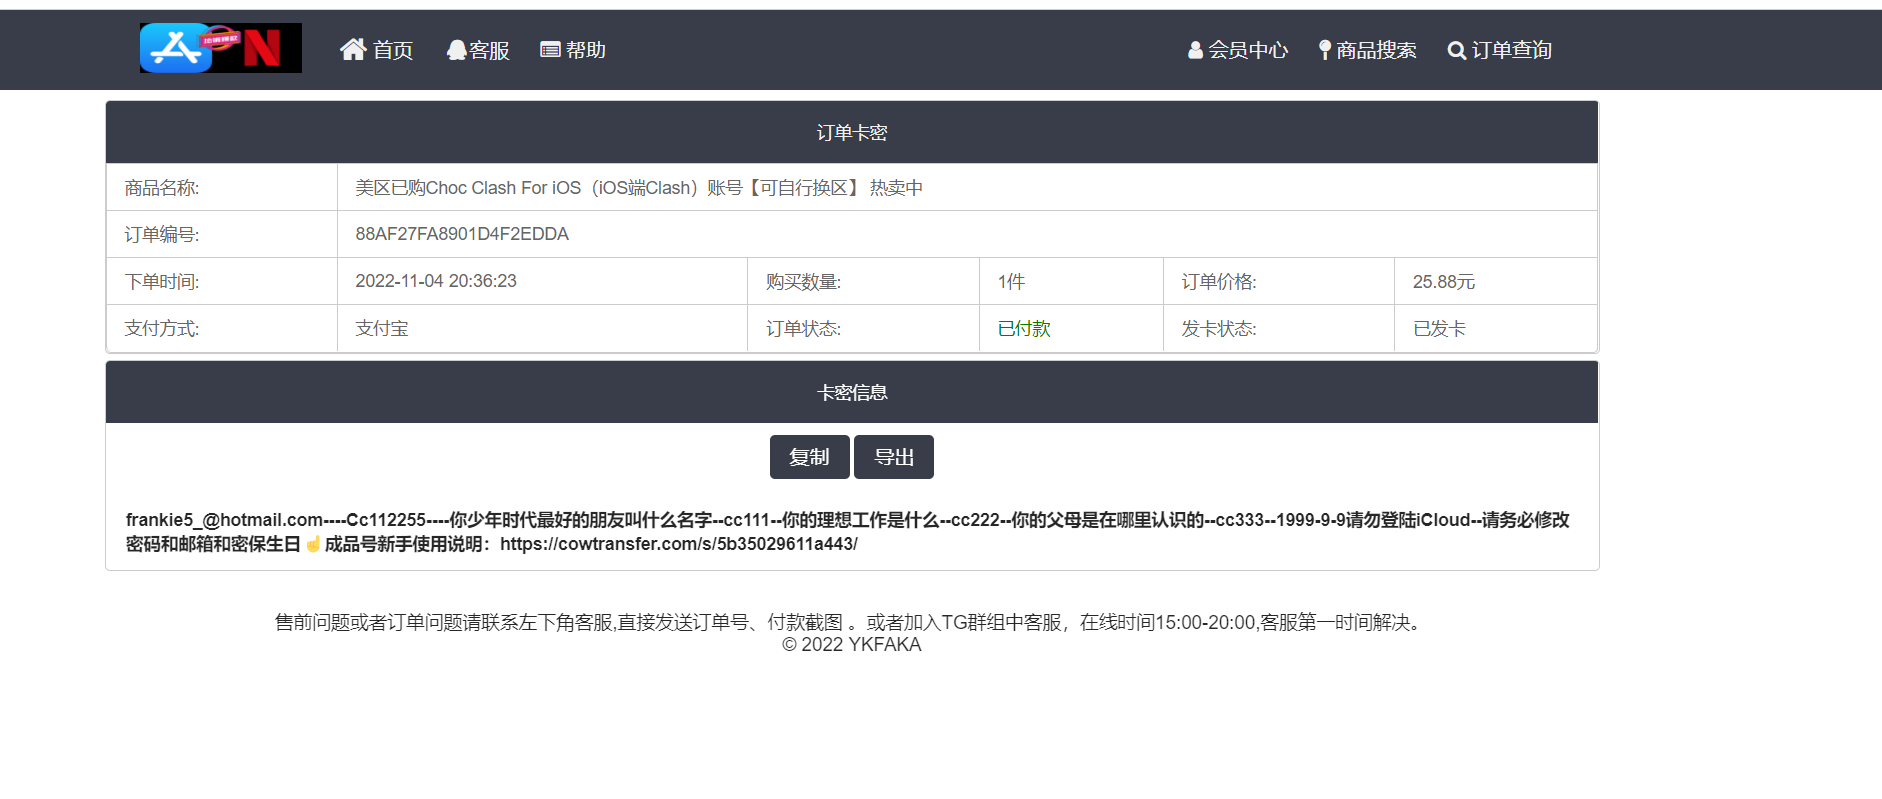 首页 客服 帮助 会员中心 商品搜索 订单查询
订单卡密
商品名称: 美区已购Choc Clash For iOS（iOS端Clash）账号【可自行换区】 热卖中
订单编号: 88AF27FA8901D4F2EDDA
下单时间: 2022-11-04 20:36:23 购买数量: 1件 订单价格: 25.88元
支付方式: 支付宝 订单状态: 已付款 发卡状态: 已发卡
卡密信息
复制 导出
frankie5_@hotmail.com----Cc112255----你少年时代最好的朋友叫什么名字--cc111--你的理想工作是什么--cc222--你的父母是在哪里认识的--cc333--1999-9-9请勿登陆iCloud--请务必修改
密码和邮箱和密保生日☝成品号新手使用说明：https://cowtransfer.com/s/5b35029611a443/
售前问题或者订单问题请联系左下角客服,直接发送订单号、付款截图 。或者加入TG群组中客服，在线时间15:00-20:00,客服第一时间解决。
© 2022 YKFAKA